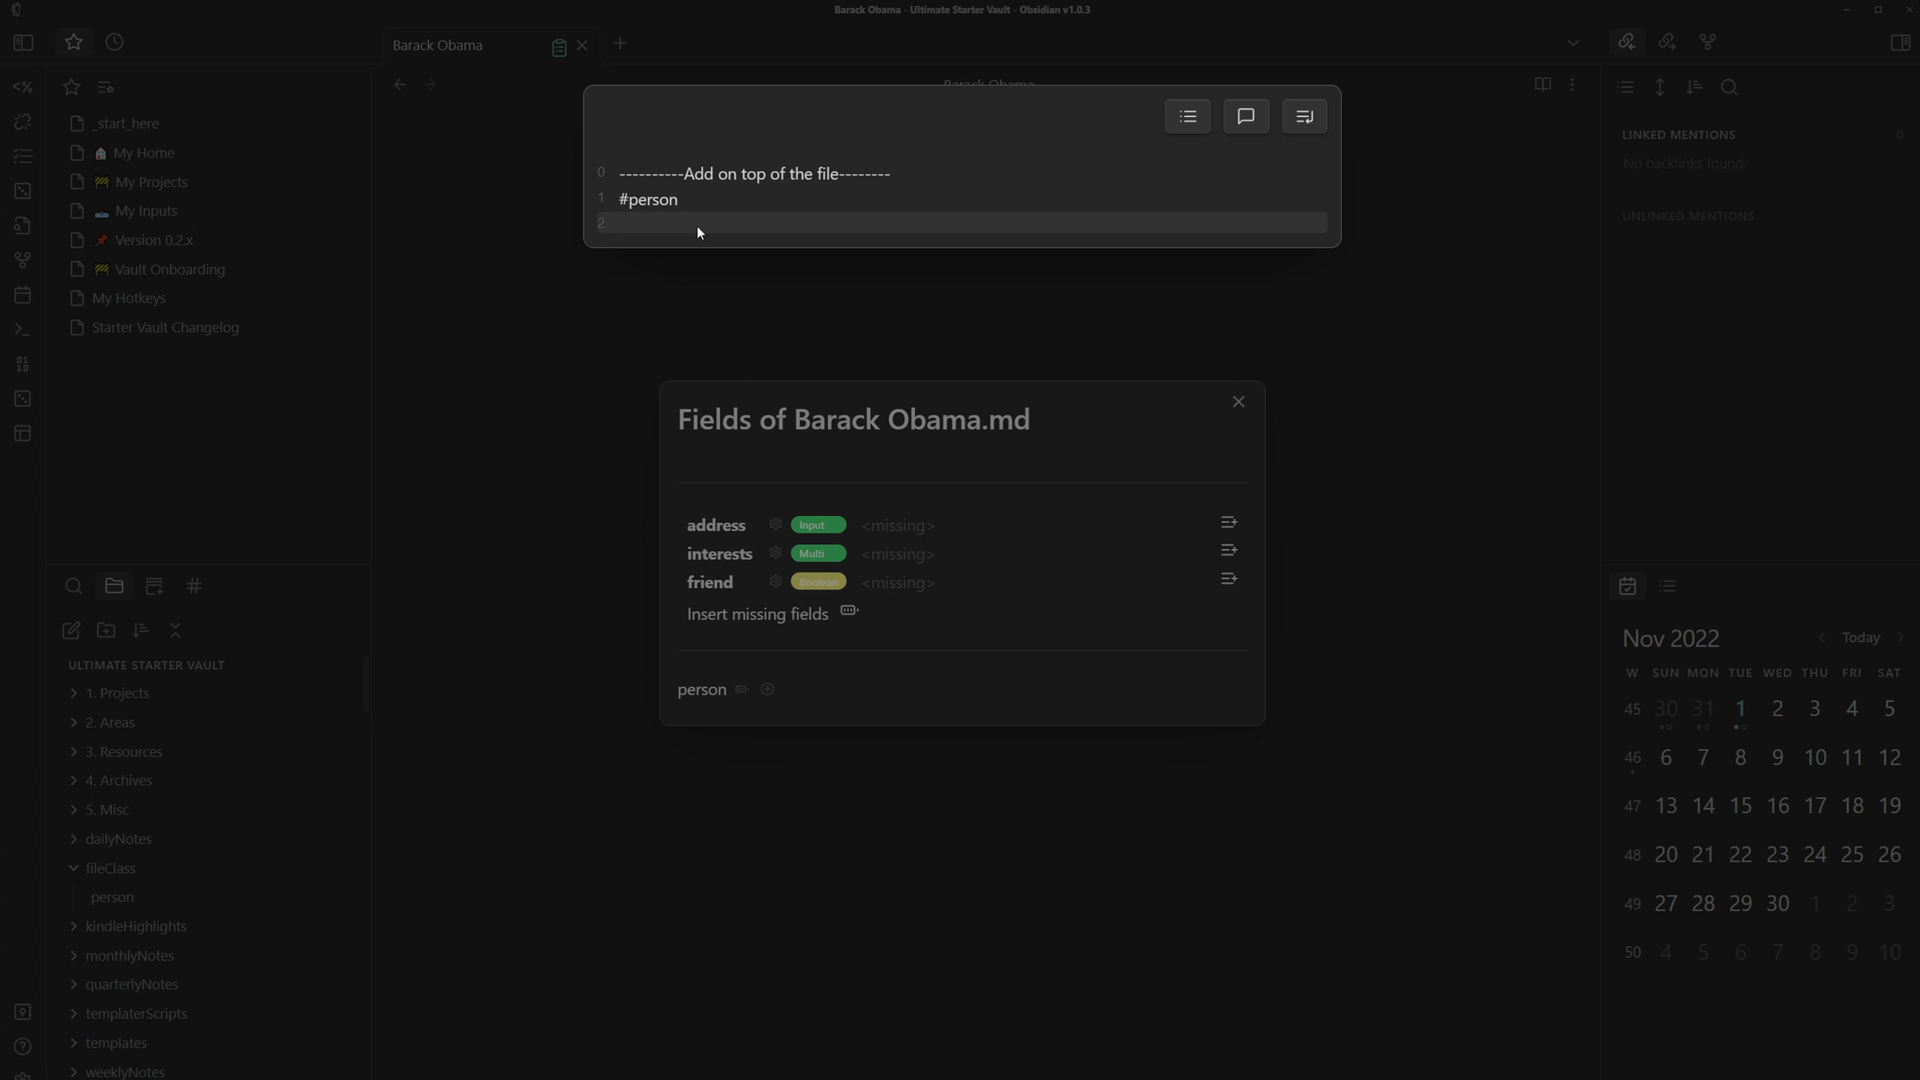 Barack Obama - Ultimate Starter Vault - Obsidian v1.0.3
Barack Obama
<%
_start_here
My Home
My Projects
My Inputs
Version 0.2.x
Vault Onboarding
My Hotkeys
Starter Vault Changelog
ULTIMATE STARTER VAULT
1. Projects
2. Areas
3. Resources
4. Archives
5. Misc
dailyNotes
fileClass
person
kindleHighlights
monthlyNotes
quarterlyNotes
templaterScripts
templates
weeklyNotes
Barack Obama
0 ----------Add on top of the file--------
1 #person
2
Fields of Barack Obama.md
address Input <missing>
interests Multi <missing>
friend Boolean <missing>
Insert missing fields
person
LINKED MENTIONS 0
No backlinks found.
UNLINKED MENTIONS
Nov 2022 Today
W SUN MON TUE WED THU FRI SAT
45 30 31 1 2 3 4 5
46 6 7 8 9 10 11 12
47 13 14 15 16 17 18 19
48 20 21 22 23 24 25 26
49 27 28 29 30 1 2 3
50 4 5 6 7 8 9 10